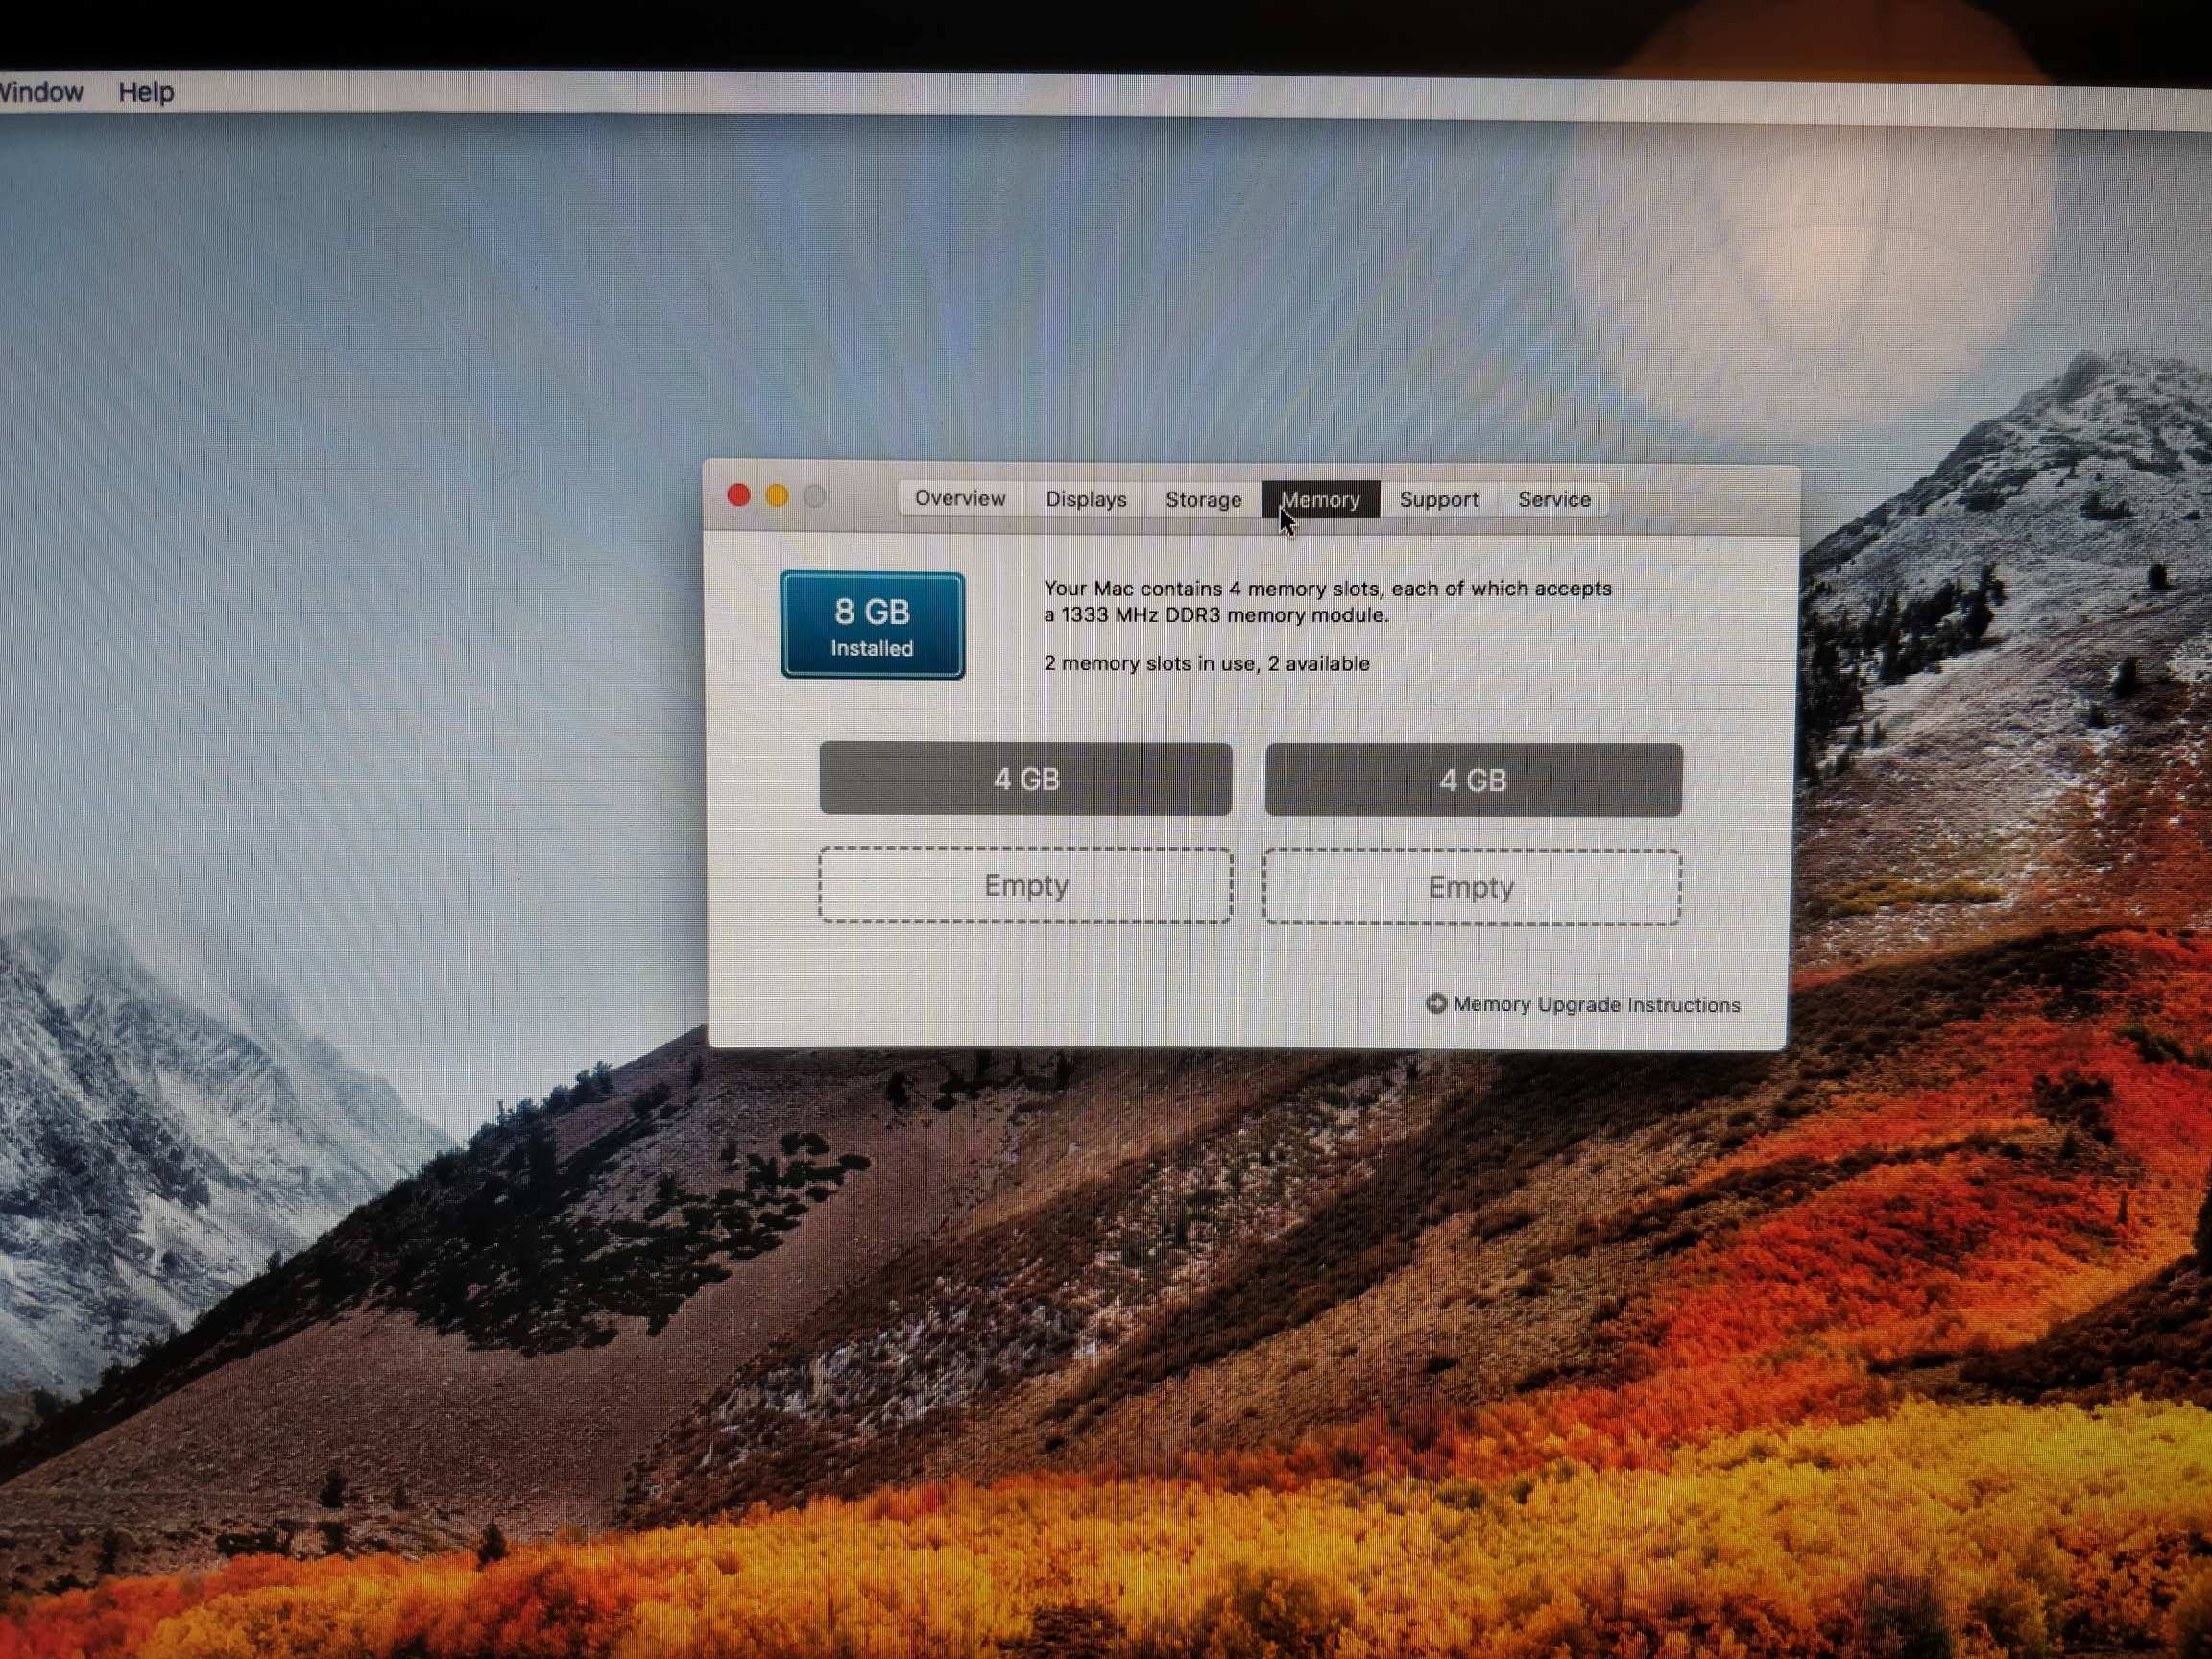 Window Help
Overview Displays Storage Memory Support Service
8 GB
Installed
Your Mac contains 4 memory slots, each of which accepts
a 1333 MHz DDR3 memory module.
2 memory slots in use, 2 available
4 GB 4 GB
Empty Empty
Memory Upgrade Instructions